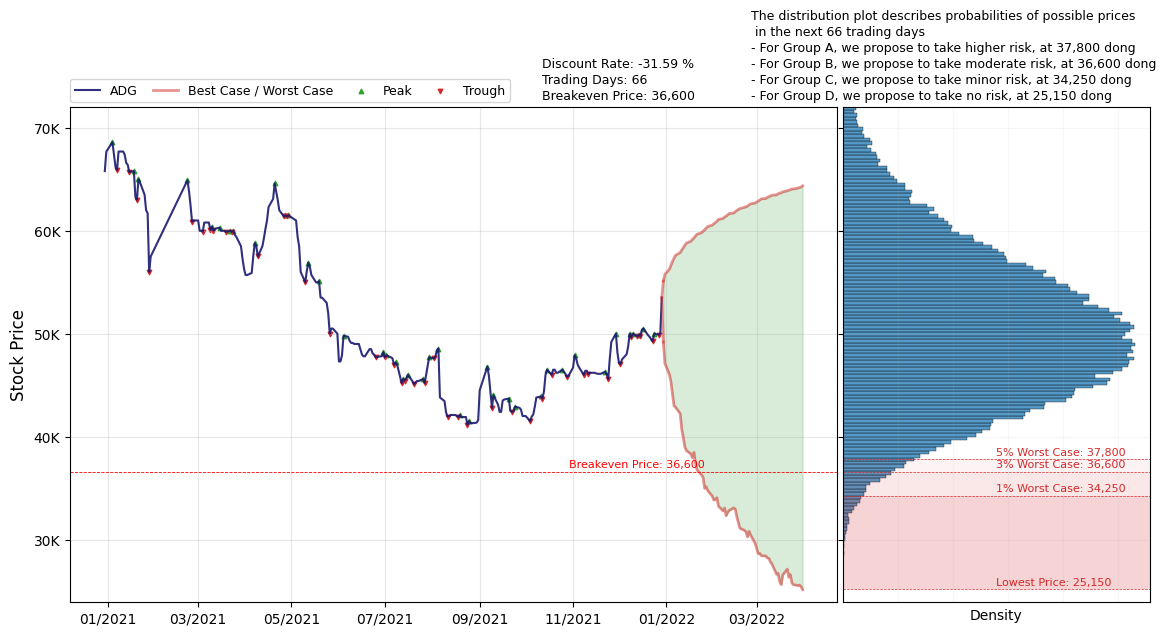 The distribution plot describes probabilities of possible prices
in the next 66 trading days
- For Group A, we propose to take higher risk, at 37,800 dong
- For Group B, we propose to take moderate risk, at 36,600 dong
- For Group C, we propose to take minor risk, at 34,250 dong
- For Group D, we propose to take no risk, at 25,150 dong
Discount Rate: -31.59 %
Trading Days: 66
Breakeven Price: 36,600
ADG
Best Case / Worst Case
Peak
Trough
Stock Price
70K
60K
50K
40K
30K
Breakeven Price: 36,600
5% Worst Case: 37,800
3% Worst Case: 36,600
1% Worst Case: 34,250
Lowest Price: 25,150
01/2021
03/2021
05/2021
07/2021
09/2021
11/2021
01/2022
03/2022
Density